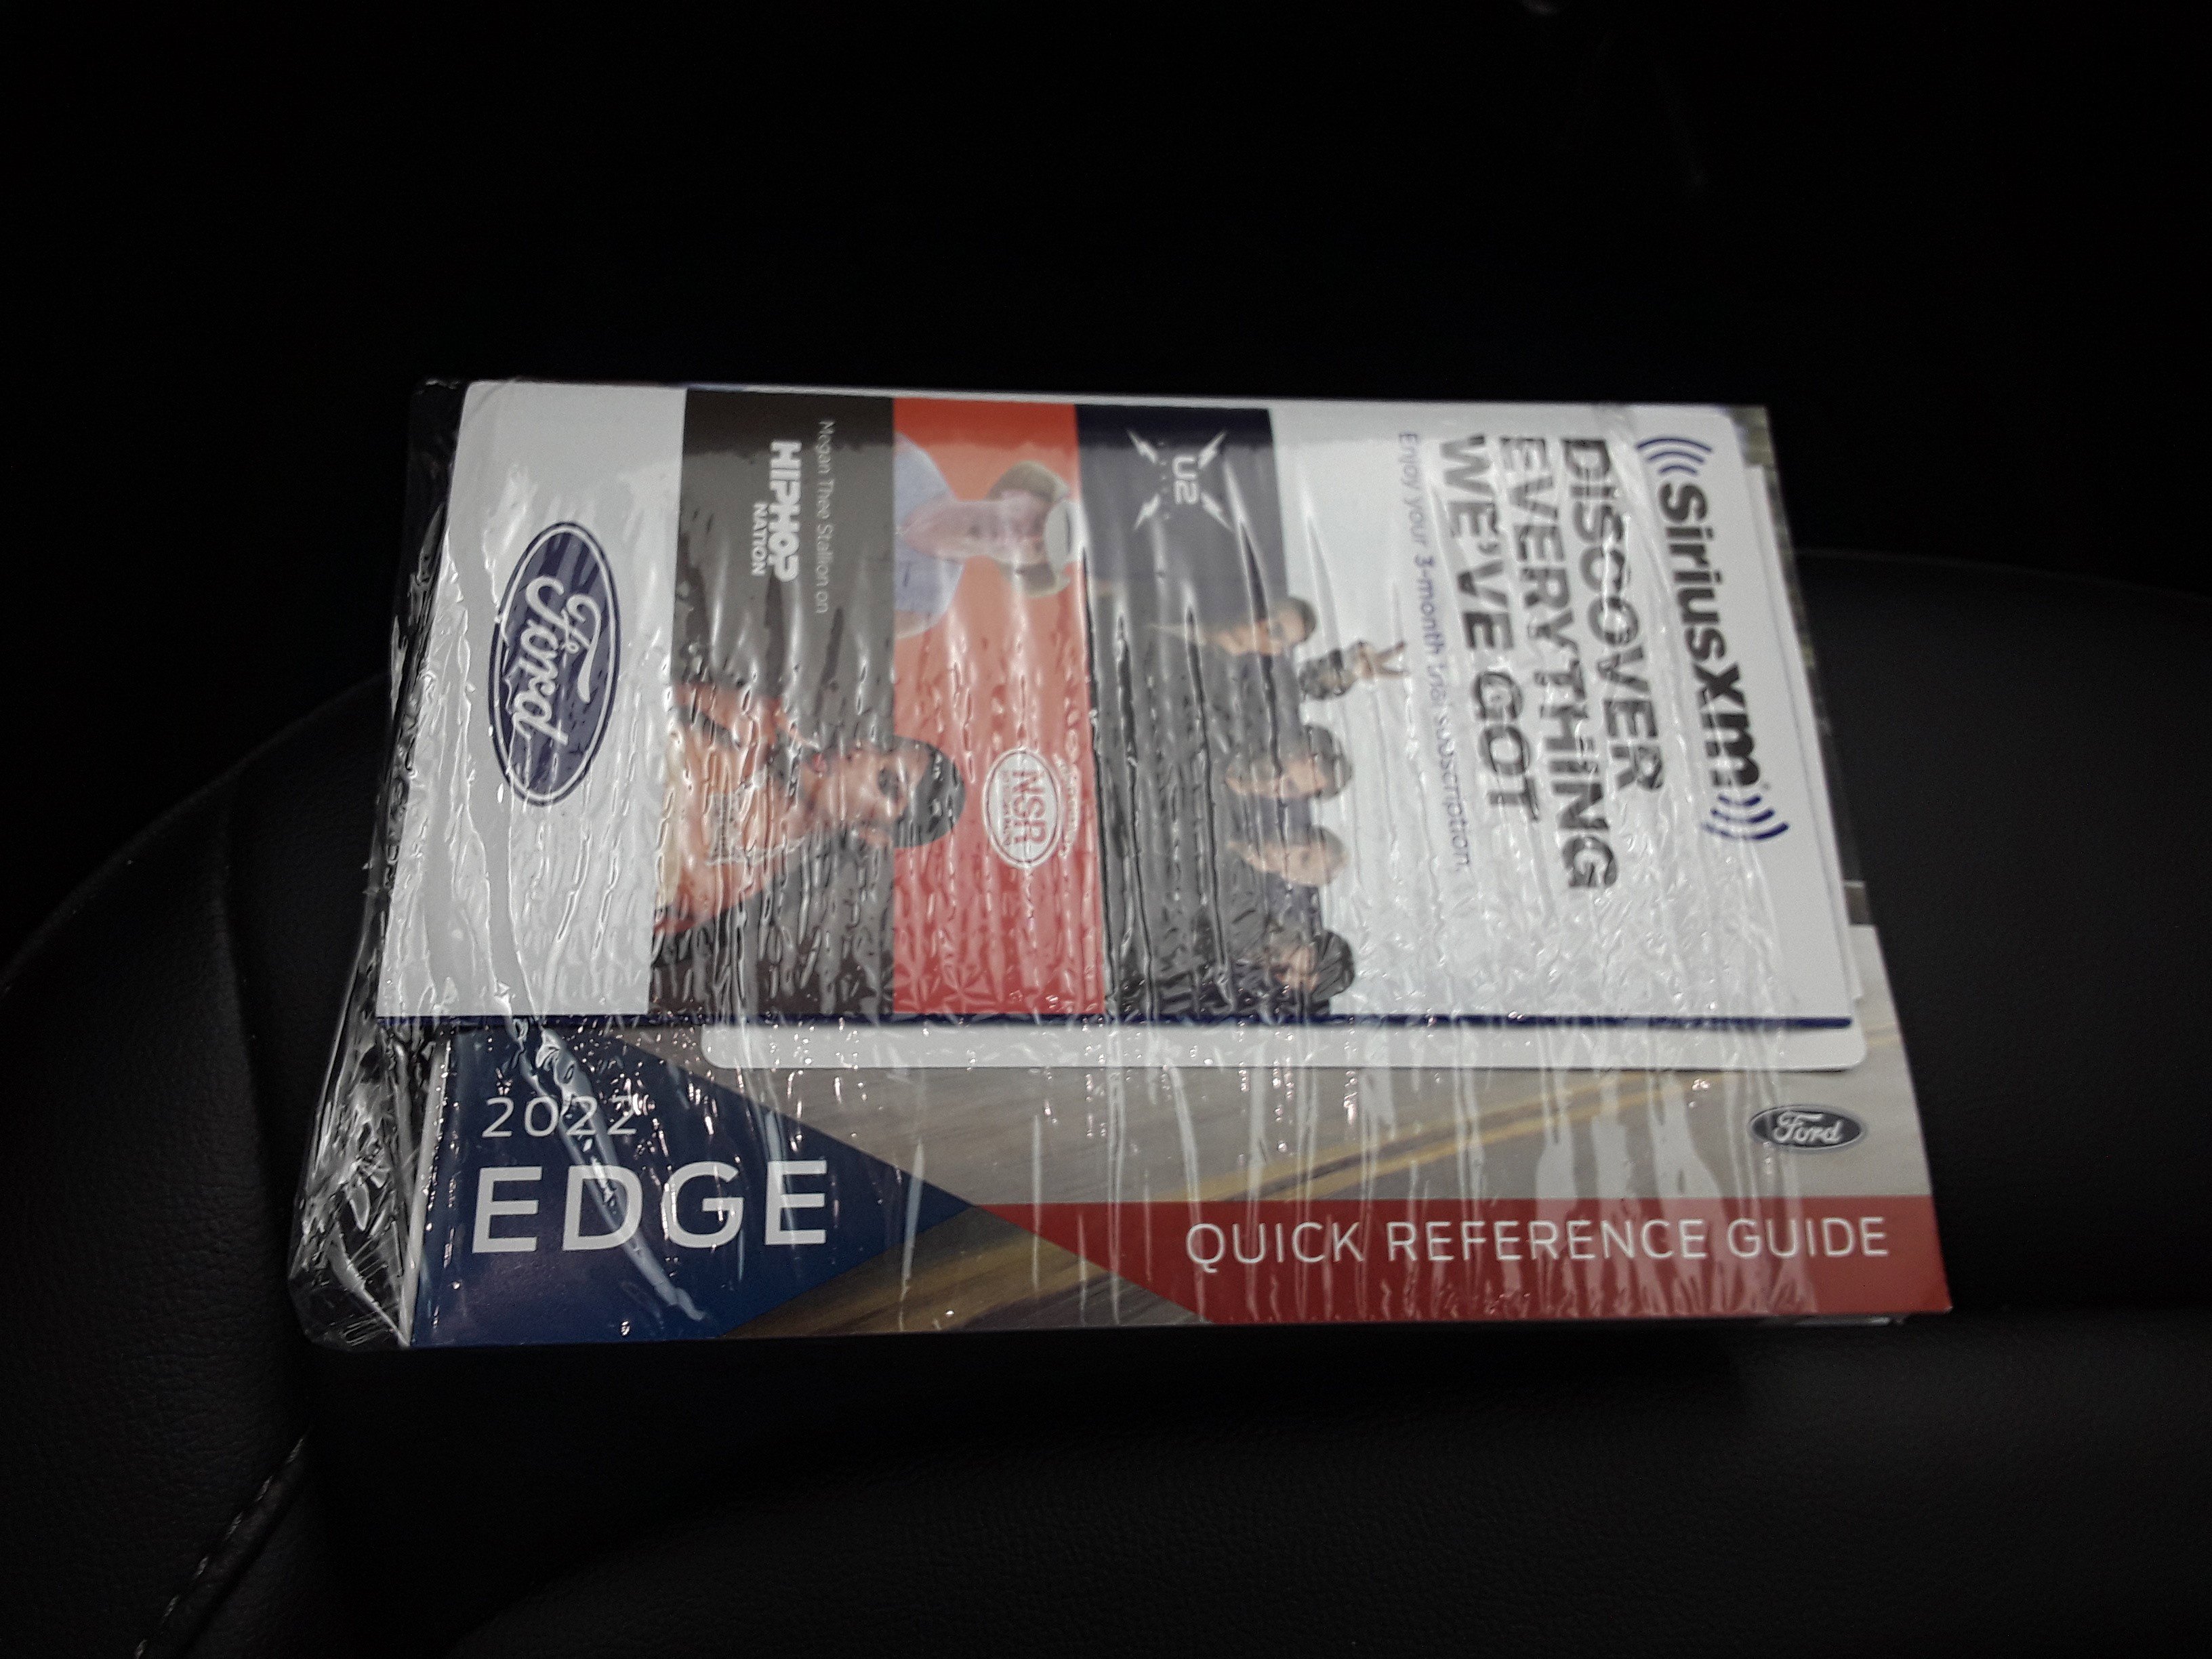 SiriusXM
DISCOVER
EVERYTHING
WE'VE GOT
Enjoy your 3-month trial subscription.
U2
NSR
Megan Thee Stallion on
HIPHOP
NATION
Ford
2022
EDGE
Ford
QUICK REFERENCE GUIDE